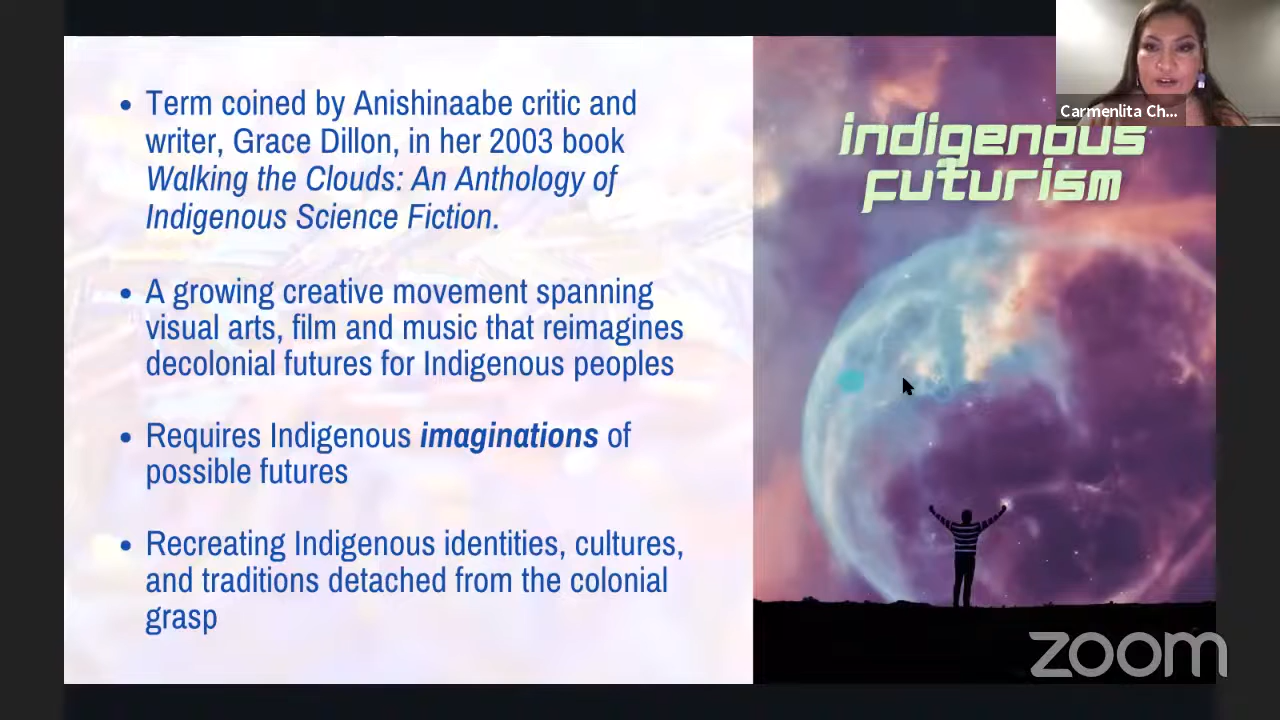 • Term coined by Anishinaabe critic and
writer, Grace Dillon, in her 2003 book
Walking the Clouds: An Anthology of
Indigenous Science Fiction.
• A growing creative movement spanning
visual arts, film and music that reimagines
decolonial futures for Indigenous peoples
• Requires Indigenous imaginations of
possible futures
• Recreating Indigenous identities, cultures,
and traditions detached from the colonial
grasp
Carmenlita Ch...
indigenous
futurism
zoom